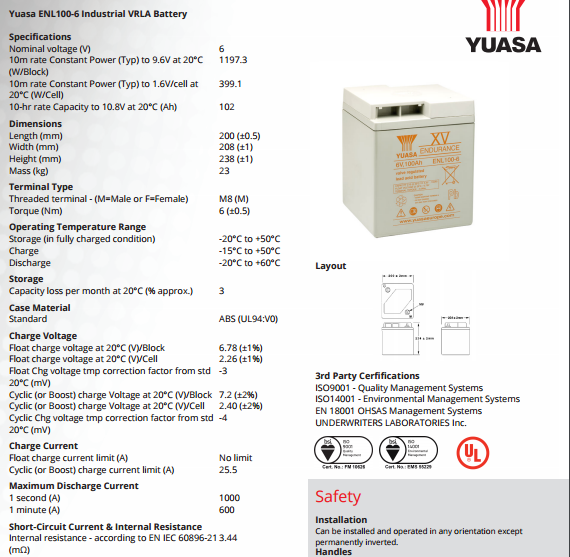 Yuasa ENL100-6 Industrial VRLA Battery
Specifications
Nominal voltage (V) 6
10m rate Constant Power (Typ) to 9.6V at 20°C (W/Block) 1197.3
10m rate Constant Power (Typ) to 1.6V/cell at 20°C (W/Cell) 399.1
10-hr rate Capacity to 10.8V at 20°C (Ah) 102
Dimensions
Length (mm) 200 (±0.5)
Width (mm) 208 (±1)
Height (mm) 238 (±1)
Mass (kg) 23
Terminal Type
Threaded terminal - (M=Male or F=Female) M8 (M)
Torque (Nm) 6 (±0.5)
Operating Temperature Range
Storage (in fully charged condition) -20°C to +50°C
Charge -15°C to +50°C
Discharge -20°C to +60°C
Storage
Capacity loss per month at 20°C (% approx.) 3
Case Material
Standard ABS (UL94:V0)
Charge Voltage
Float charge voltage at 20°C (V)/Block 6.78 (±1%)
Float charge voltage at 20°C (V)/Cell 2.26 (±1%)
Float Chg voltage tmp correction factor from std 20°C (mV) -3
Cyclic (or Boost) charge Voltage at 20°C (V)/Block 7.2 (±2%)
Cyclic (or Boost) charge Voltage at 20°C (V)/Cell 2.40 (±2%)
Cyclic Chg voltage tmp correction factor from std 20°C (mV) -4
Charge Current
Float charge current limit (A) No limit
Cyclic (or Boost) charge current limit (A) 25.5
Maximum Discharge Current
1 second (A) 1000
1 minute (A) 600
Short-Circuit Current & Internal Resistance
Internal resistance - according to EN IEC 60896-21 (mΩ) 3.44
YUASA
XV
ENDURANCE
YUASA
6V,100Ah ENL100-6
Layout
3rd Party Cerfifications
ISO9001 - Quality Management Systems
ISO14001 - Environmental Management Systems
EN 18001 OHSAS Management Systems
UNDERWRITERS LABORATORIES Inc.
bsi ISO 9001 Quality Management
Cert. No.: FM 10626
bsi ISO 14001 Environmental Management
Cert. No.: EMS 55229
UL
Safety
Installation
Can be installed and operated in any orientation except
permanently inverted.
Handles